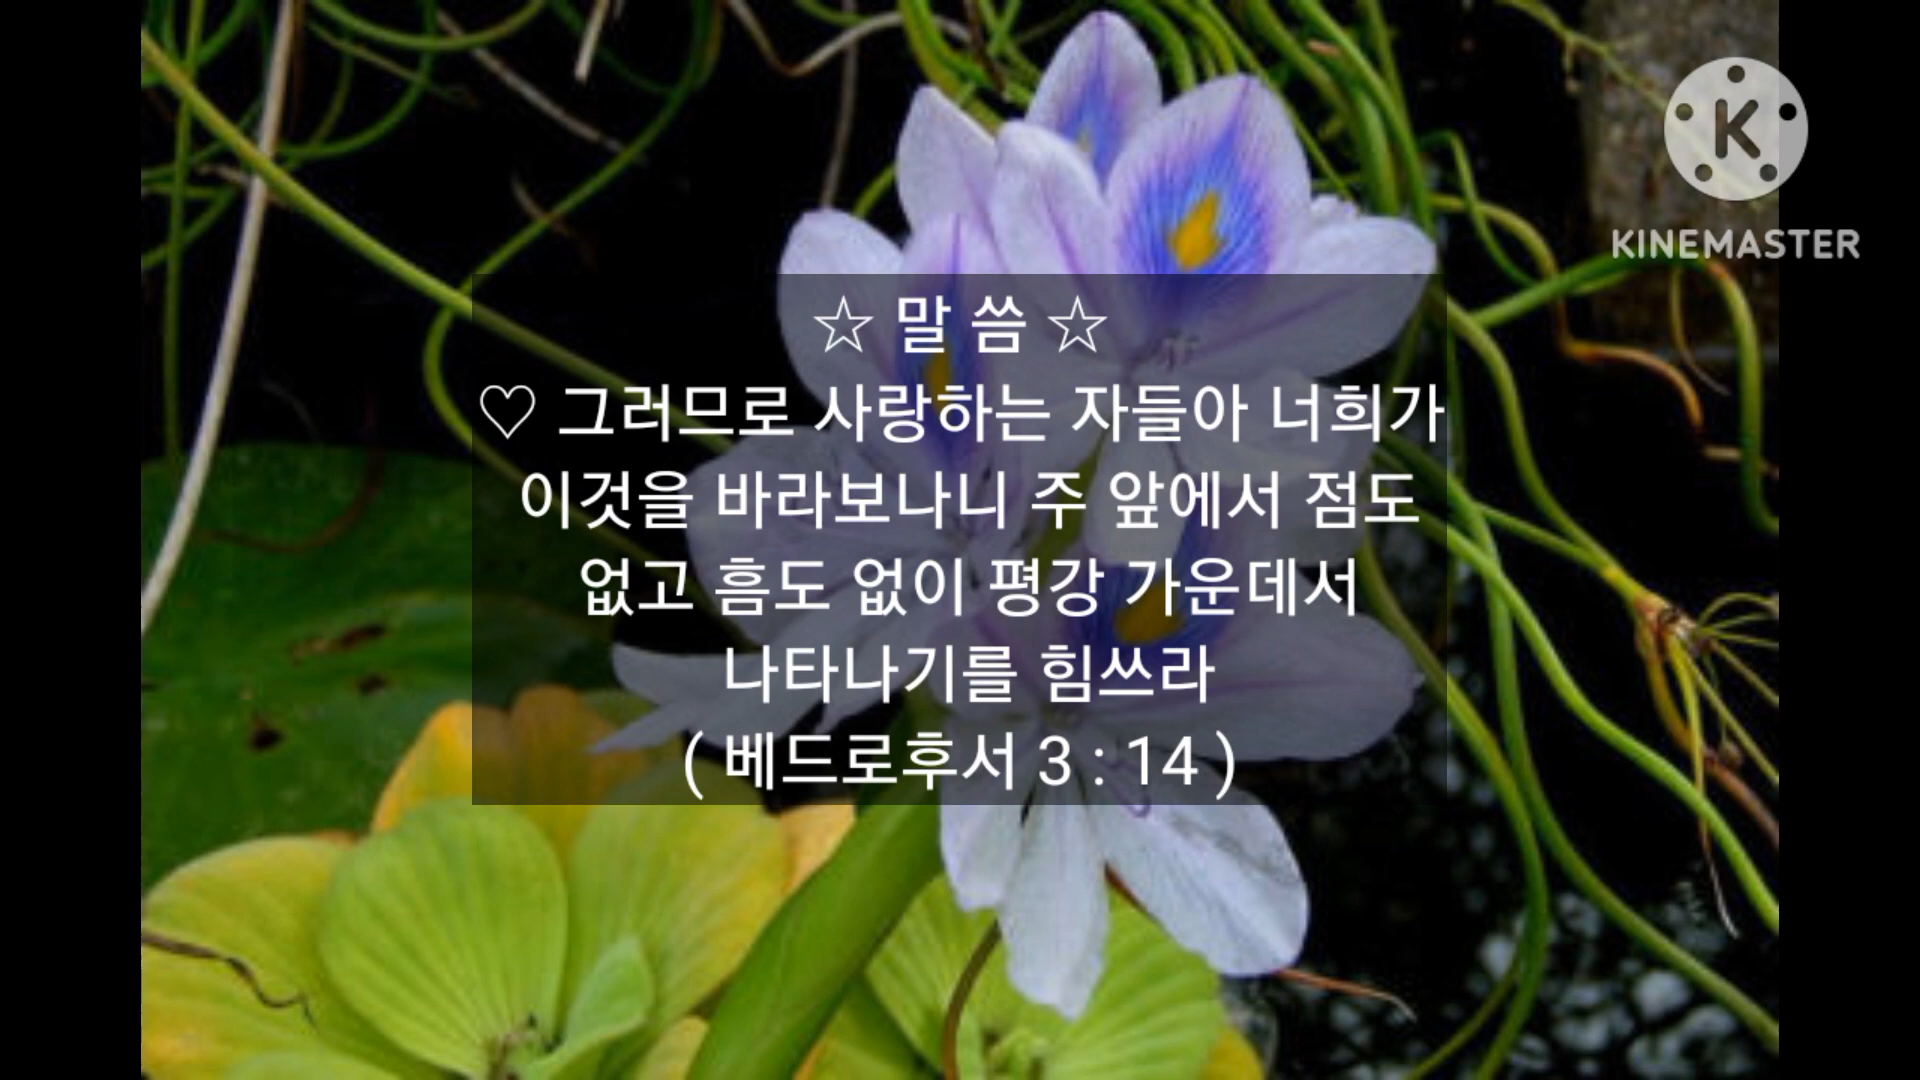 ☆ 말 씀 ☆
♡ 그러므로 사랑하는 자들아 너희가
이것을 바라보나니 주 앞에서 점도
없고 흠도 없이 평강 가운데서
나타나기를 힘쓰라
( 베드로후서 3 : 14 )
K
KINEMASTER